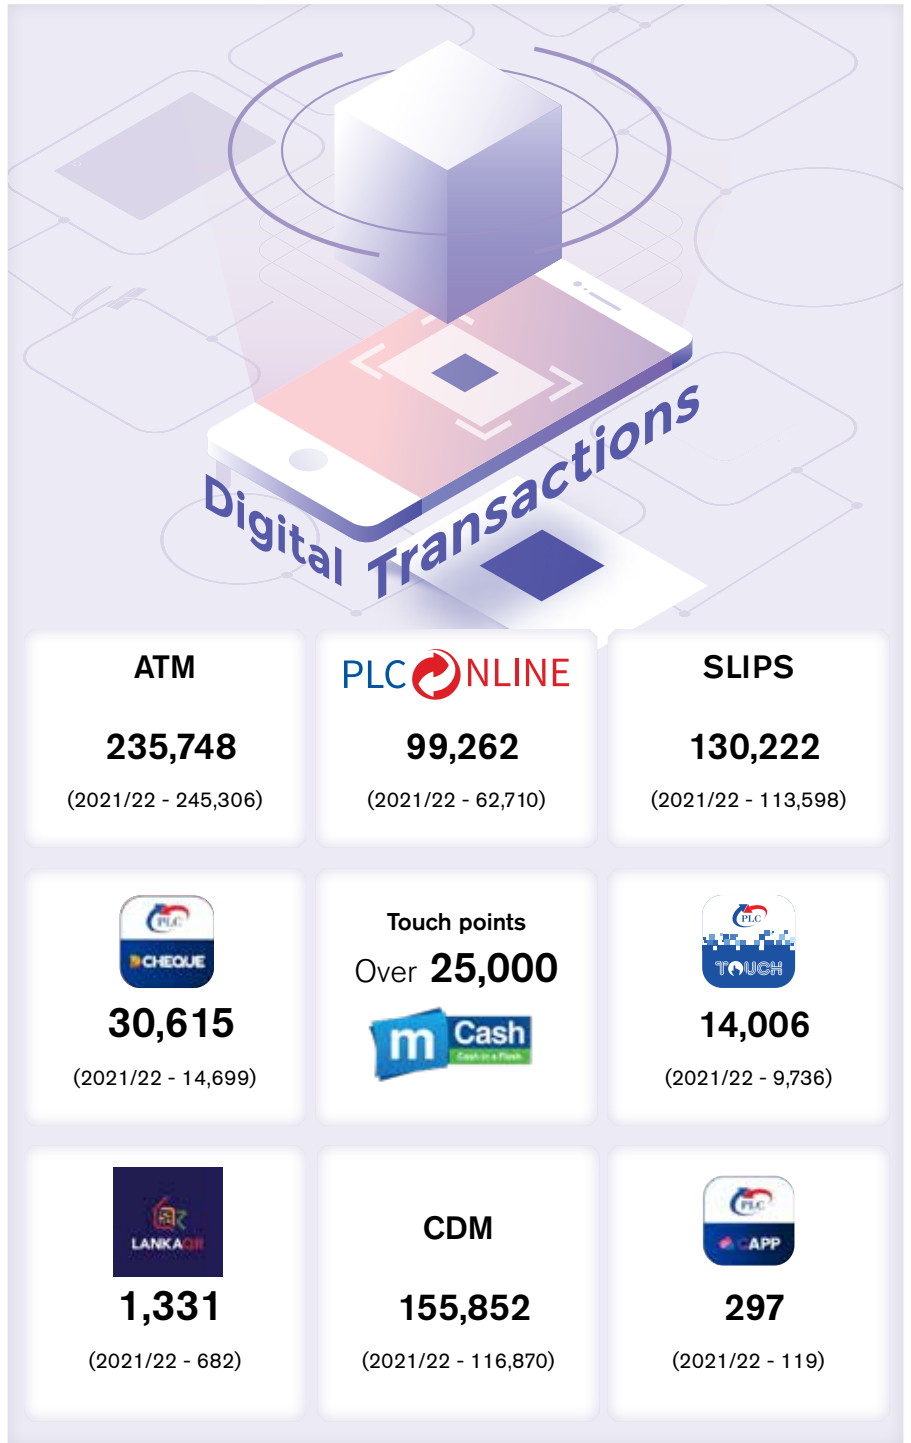 Digital Transactions
ATM
235,748
(2021/22 - 245,306)
PLC ONLINE
99,262
(2021/22 - 62,710)
SLIPS
130,222
(2021/22 - 113,598)
PLC
CHEQUE
30,615
(2021/22 - 14,699)
Touch points
Over 25,000
m Cash
Cash in a Flash
PLC
TOUCH
14,006
(2021/22 - 9,736)
LANKAQR
1,331
(2021/22 - 682)
CDM
155,852
(2021/22 - 116,870)
PLC
APP
297
(2021/22 - 119)